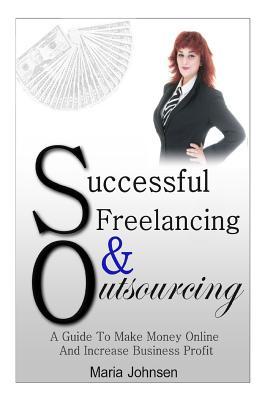 Successful
Freelancing
&
Outsourcing
A Guide To Make Money Online
And Increase Business Profit
Maria Johnsen